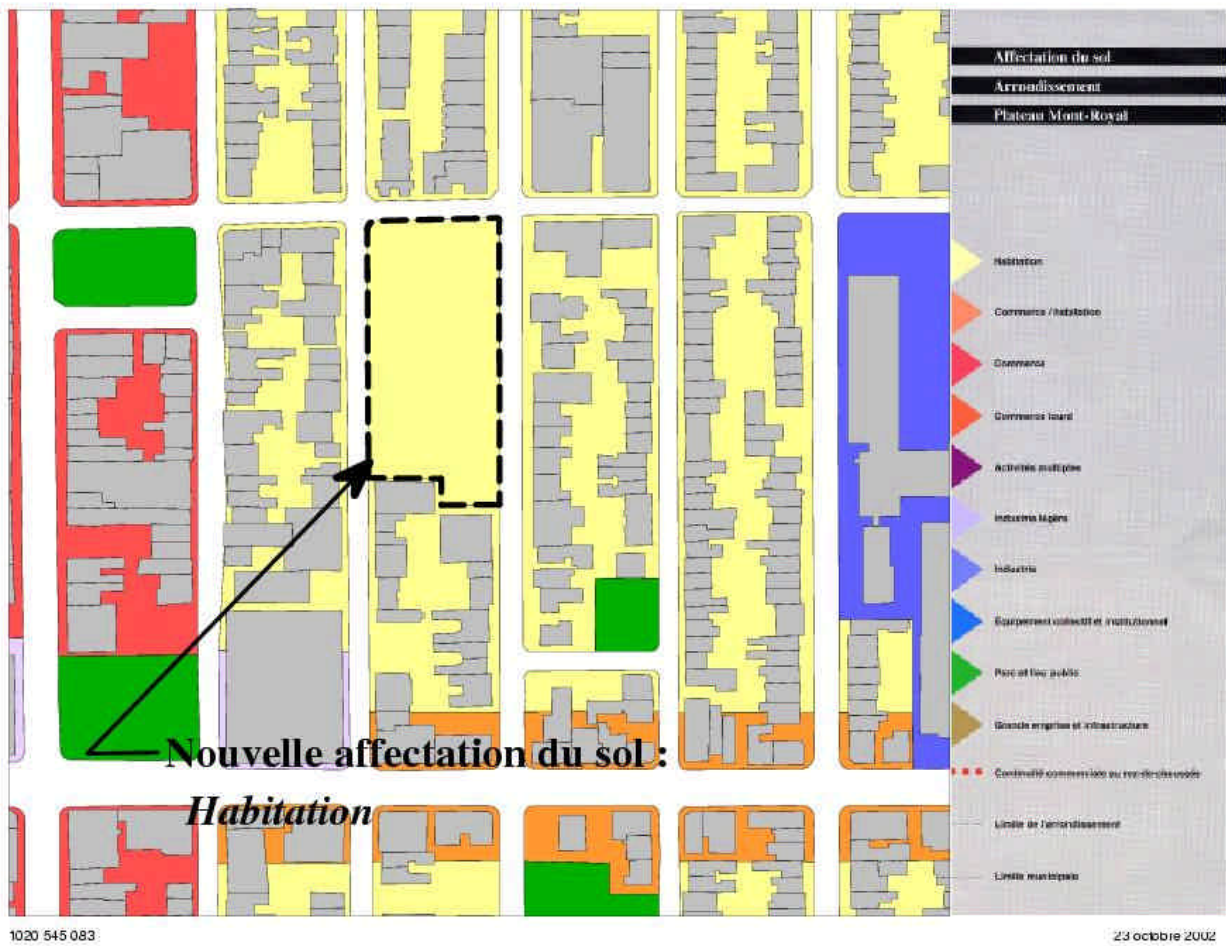 Affectation du sol
Arrondissement
Plateau Mont-Royal
Habitation
Commerce / habitation
Commerce
Commerce lourd
Activités multiples
Industrie légère
Industrie
Équipement collectif et institutionnel
Parc et lieu public
Grande emprise et infrastructure
Continuité commerciale au rez-de-chaussée
Limite de l'arrondissement
Limite municipale
Nouvelle affectation du sol :
Habitation
1020 545 083
23 octobre 2002